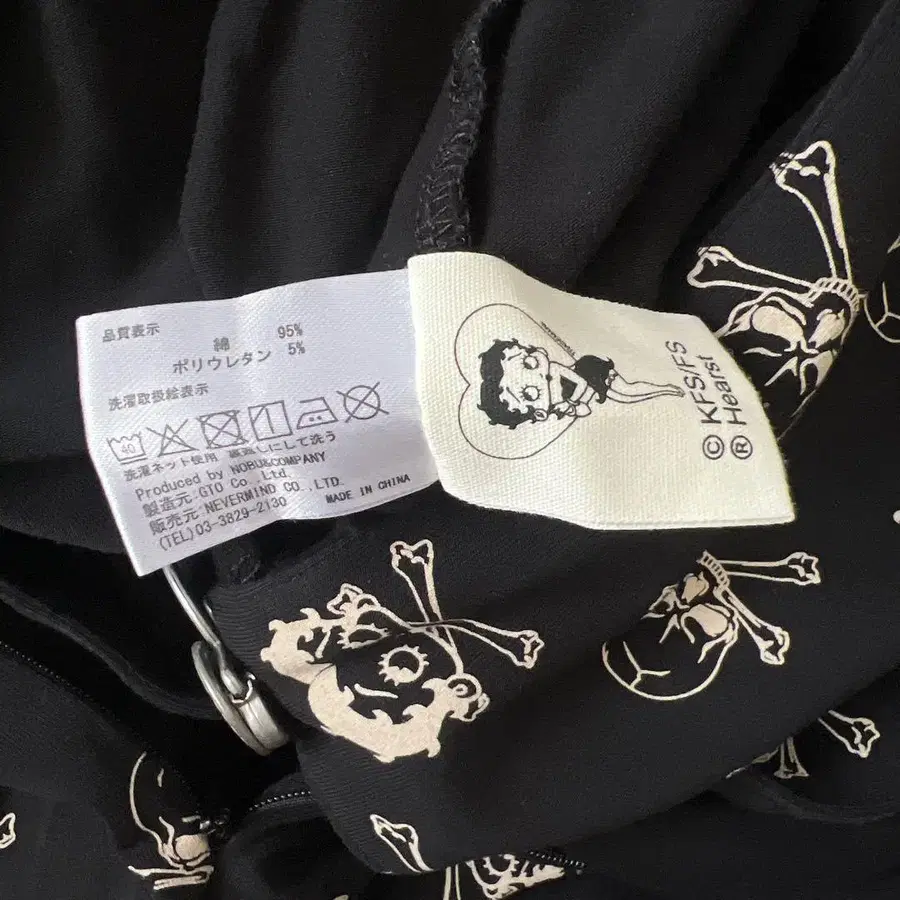 品質表示
綿 95%
ポリウレタン 5%
洗濯取扱絵表示
40
洗濯ネット使用 裏返しにして洗う
Produced by NOBU&COMPANY
製造元:GTO Co.,Ltd.
販売元:NEVERMIND CO.,LTD.
(TEL)03-3829-2130
MADE IN CHINA
© KFS/FS
® Hearst